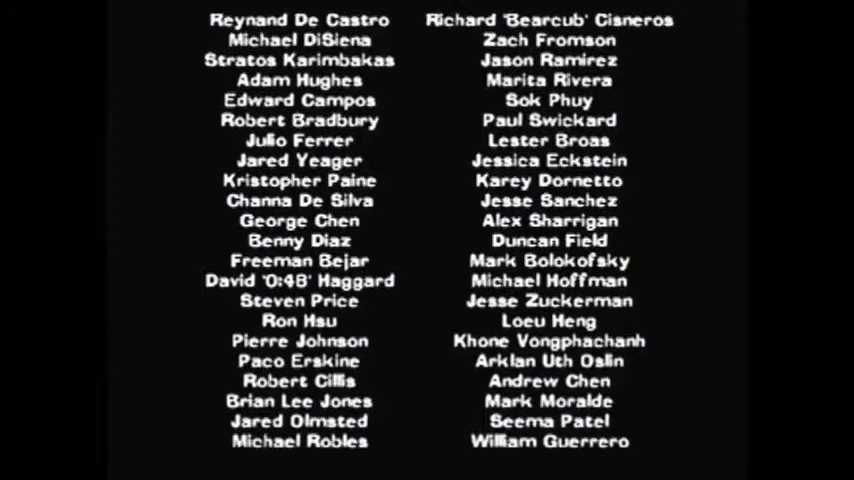 Reynand De Castro
Michael DiSiena
Stratos Karimbakas
Adam Hughes
Edward Campos
Robert Bradbury
Julio Ferrer
Jared Yeager
Kristopher Paine
Channa De Silva
George Chen
Benny Diaz
Freeman Bejar
David '0:48' Haggard
Steven Price
Ron Hsu
Pierre Johnson
Paco Erskine
Robert Cillis
Brian Lee Jones
Jared Olmsted
Michael Robles
Richard 'Bearcub' Cisneros
Zach Fromson
Jason Ramirez
Marita Rivera
Sok Phuy
Paul Swickard
Lester Broas
Jessica Eckstein
Karey Dornetto
Jesse Sanchez
Alex Sharrigan
Duncan Field
Mark Bolokofsky
Michael Hoffman
Jesse Zuckerman
Loeu Heng
Khone Vongphachanh
Arklan Uth Oslin
Andrew Chen
Mark Moralde
Seema Patel
William Guerrero